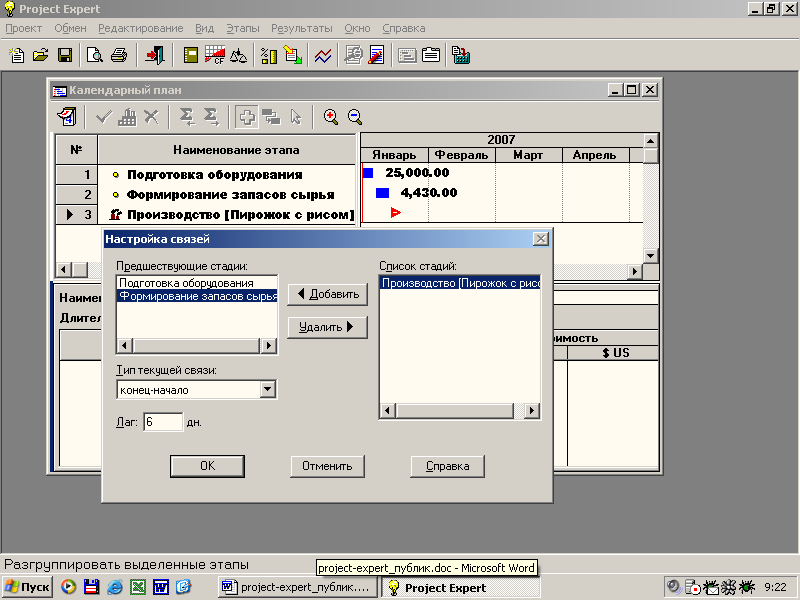 Project Expert
Проект Обмен Редактирование Вид Этапы Результаты Окно Справка
CF
Календарный план
№ Наименование этапа 2007
Январь Февраль Март Апрель
1 Подготовка оборудования 25,000.00
2 Формирование запасов сырья 4,430.00
3 Производство [Пирожок с рисом]
Настройка связей
Предшествующие стадии: Список стадий:
Подготовка оборудования
Формирование запасов сырья
Производство [Пирожок с рисо
Добавить
Удалить
Тип текущей связи:
конец-начало
Лаг: 6 дн.
ОК Отменить Справка
Наимен
Длител
имость
$ US
Разгруппировать выделенные этапы
project-expert_публик.doc - Microsoft Word
Пуск project-expert_публик.... Project Expert 9:22